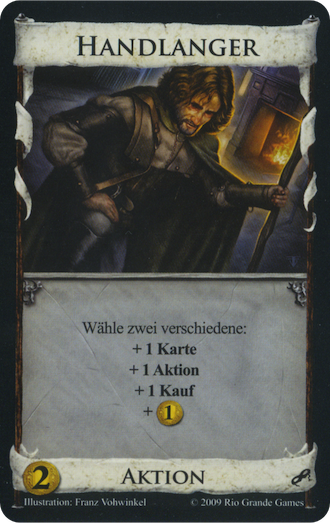 HANDLANGER
Wähle zwei verschiedene:
+ 1 Karte
+ 1 Aktion
+ 1 Kauf
+ 1
2 AKTION
Illustration: Franz Vohwinkel © 2009 Rio Grande Games